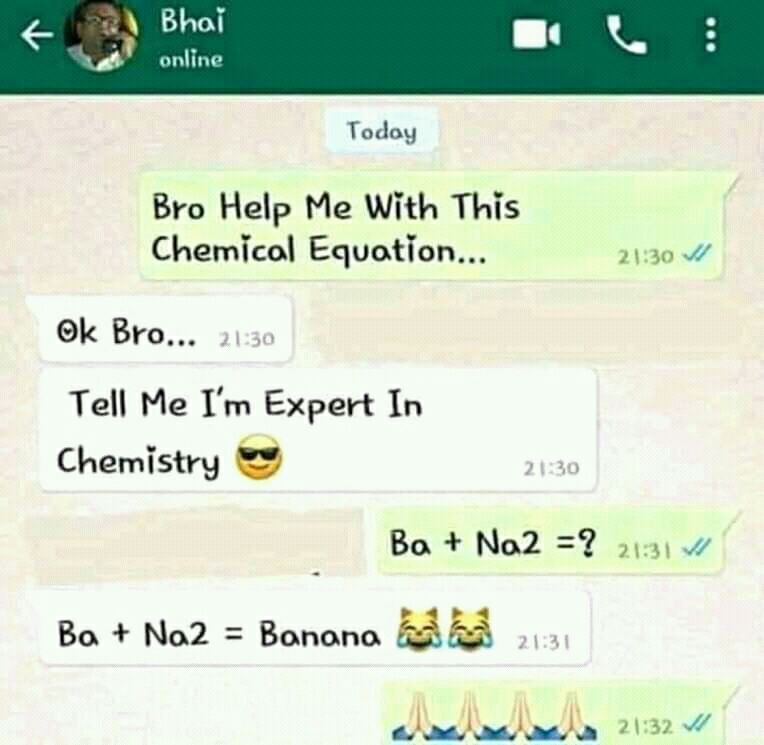 Bhai
online
Today
Bro Help Me With This
Chemical Equation...
21:30
Ok Bro... 21:30
Tell Me I'm Expert In
Chemistry 😎 21:30
Ba + Na2 =? 21:31
Ba + Na2 = Banana 😹😹 21:31
🙏🏻🙏🏻🙏🏻🙏🏻 21:32